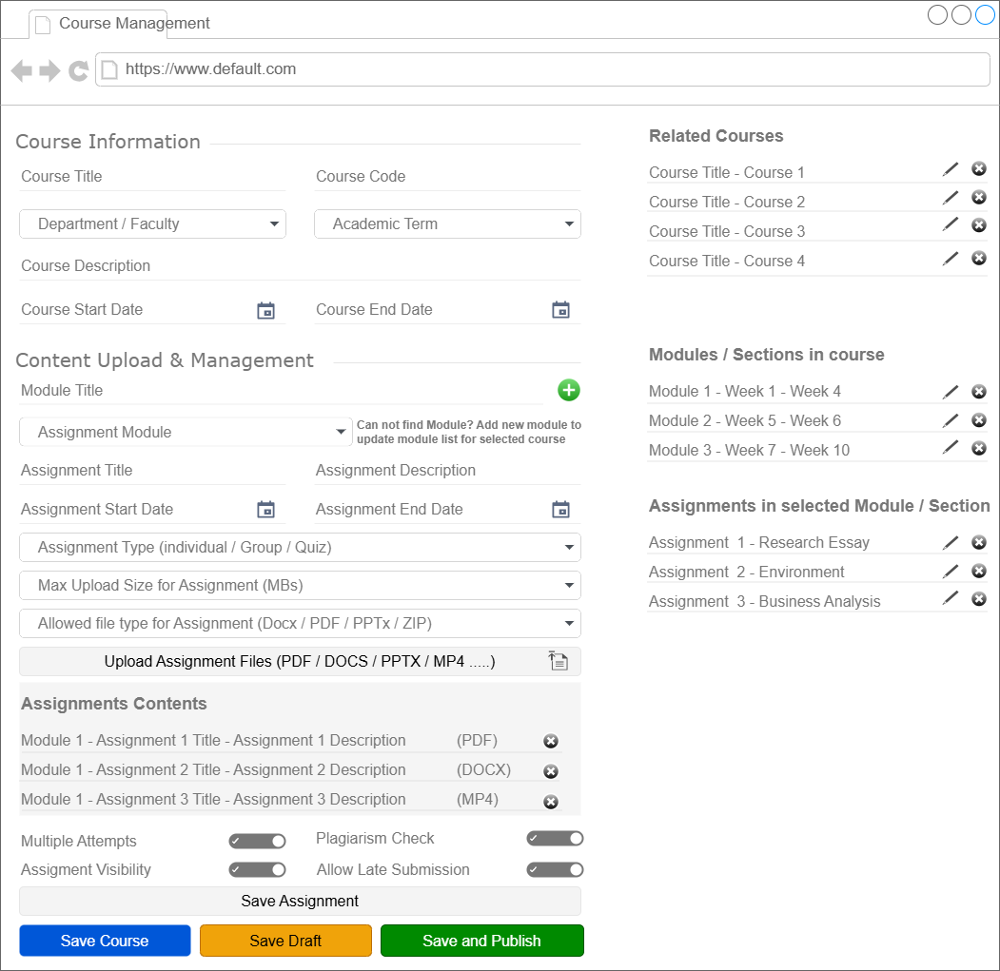 Course Management
https://www.default.com
Course Information
Course Title
Course Code
Department / Faculty
Academic Term
Course Description
Course Start Date
Course End Date
Content Upload & Management
Module Title
Assignment Module
Can not find Module? Add new module to
update module list for selected course
Assignment Title
Assignment Description
Assignment Start Date
Assignment End Date
Assignment Type (individual / Group / Quiz)
Max Upload Size for Assignment (MBs)
Allowed file type for Assignment (Docx / PDF / PPTx / ZIP)
Upload Assignment Files (PDF / DOCS / PPTX / MP4 .....)
Assignments Contents
Module 1 - Assignment 1 Title - Assignment 1 Description (PDF)
Module 1 - Assignment 2 Title - Assignment 2 Description (DOCX)
Module 1 - Assignment 3 Title - Assignment 3 Description (MP4)
Multiple Attempts
Plagiarism Check
Assigment Visibility
Allow Late Submission
Save Assignment
Save Course
Save Draft
Save and Publish
Related Courses
Course Title - Course 1
Course Title - Course 2
Course Title - Course 3
Course Title - Course 4
Modules / Sections in course
Module 1 - Week 1 - Week 4
Module 2 - Week 5 - Week 6
Module 3 - Week 7 - Week 10
Assignments in selected Module / Section
Assignment  1 - Research Essay
Assignment  2 - Environment
Assignment  3 - Business Analysis